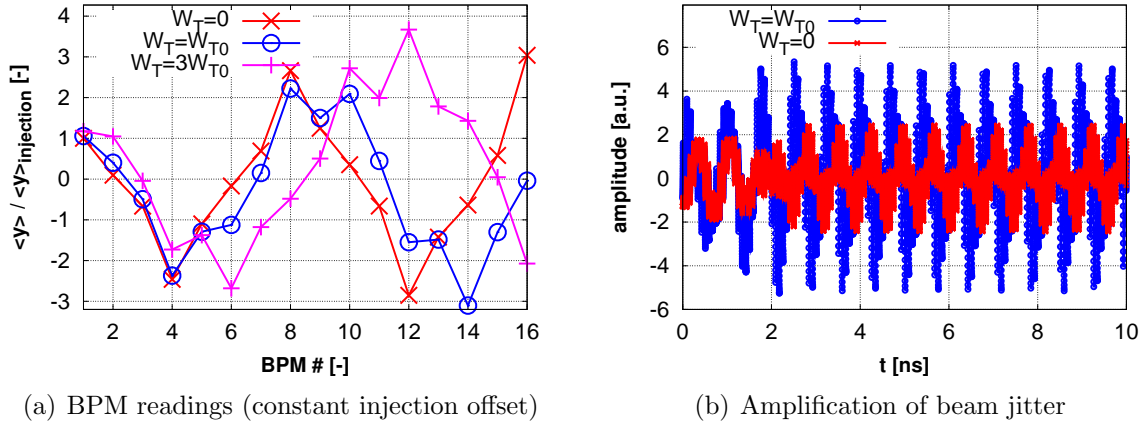 W_T=0
W_T=W_T0
W_T=3W_T0
4
3
2
1
0
-1
-2
-3
<y> / <y>injection [-]
2 4 6 8 10 12 14 16
BPM # [-]
(a) BPM readings (constant injection offset)
W_T=W_T0
W_T=0
8
6
4
2
0
-2
-4
-6
amplitude [a.u.]
0 2 4 6 8 10
t [ns]
(b) Amplification of beam jitter